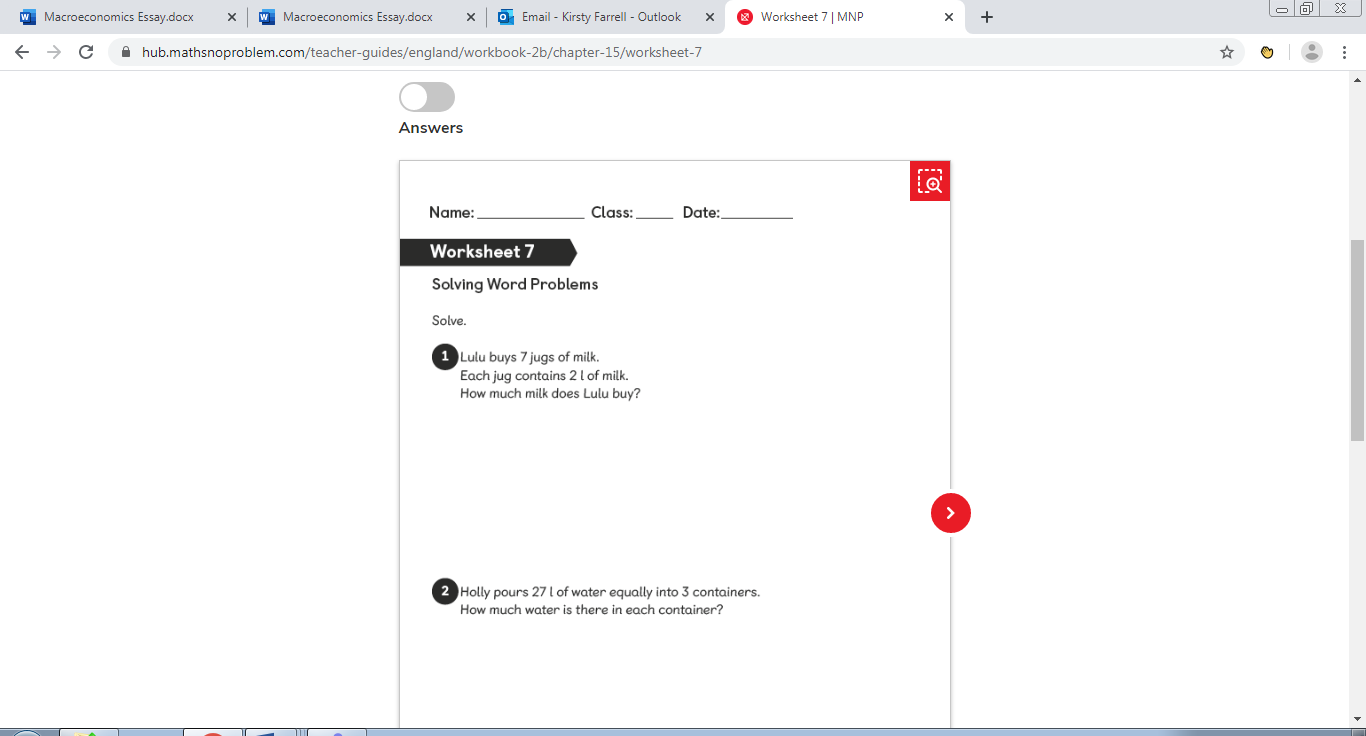 Macroeconomics Essay.docx
Macroeconomics Essay.docx
Email - Kirsty Farrell - Outlook
Worksheet 7 | MNP
hub.mathsnoproblem.com/teacher-guides/england/workbook-2b/chapter-15/worksheet-7
Answers
Name: Class: Date:
Worksheet 7
Solving Word Problems
Solve.
1 Lulu buys 7 jugs of milk.
Each jug contains 2 l of milk.
How much milk does Lulu buy?
2 Holly pours 27 l of water equally into 3 containers.
How much water is there in each container?